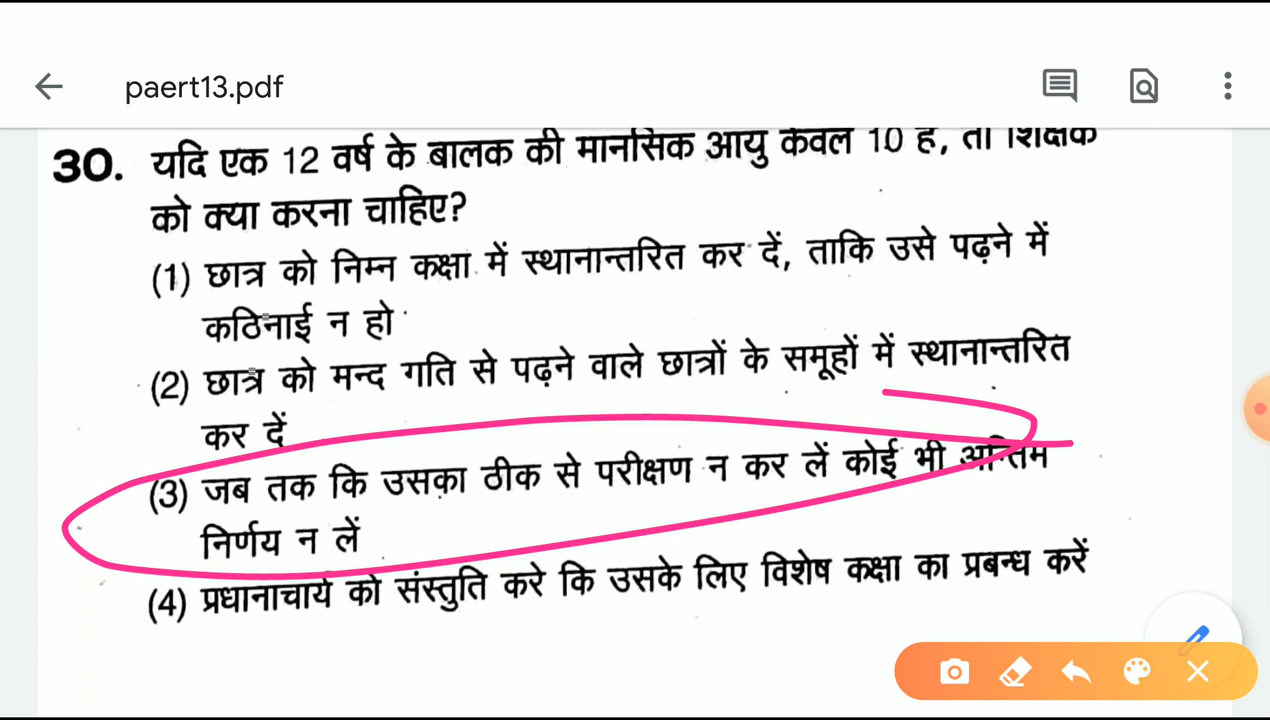 paert13.pdf
30. यदि एक 12 वर्ष के बालक की मानसिक आयु केवल 10 है, तो शिक्षक
को क्या करना चाहिए?
(1) छात्र को निम्न कक्षा में स्थानान्तरित कर दें, ताकि उसे पढ़ने में
कठिनाई न हो
(2) छात्र को मन्द गति से पढ़ने वाले छात्रों के समूहों में स्थानान्तरित
कर दें
(3) जब तक कि उसका ठीक से परीक्षण न कर लें कोई भी अन्तिम
निर्णय न लें
(4) प्रधानाचार्य को संस्तुति करे कि उसके लिए विशेष कक्षा का प्रबन्ध करें